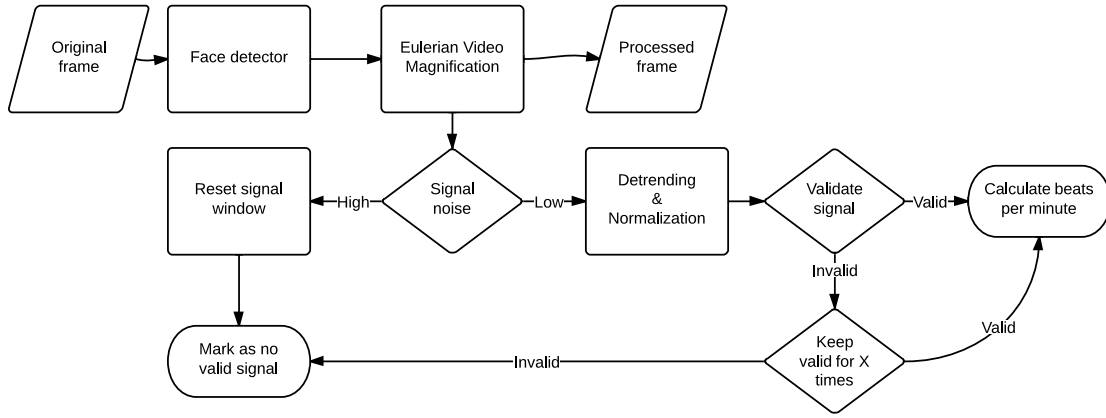 Original
frame
Face detector
Eulerian Video
Magnification
Processed
frame
Reset signal
window
High
Signal
noise
Low
Detrending
&
Normalization
Validate
signal
Valid
Calculate beats
per minute
Invalid
Mark as no
valid signal
Invalid
Keep
valid for X
times
Valid